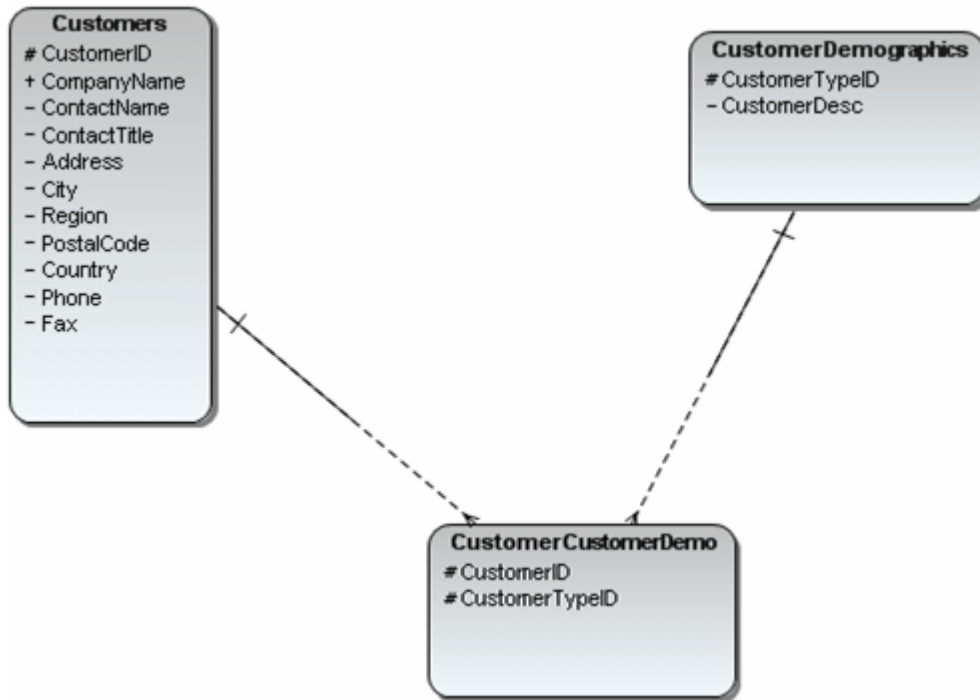 Customers
# CustomerID
+ CompanyName
- ContactName
- ContactTitle
- Address
- City
- Region
- PostalCode
- Country
- Phone
- Fax
CustomerDemographics
# CustomerTypeID
- CustomerDesc
CustomerCustomerDemo
# CustomerID
# CustomerTypeID